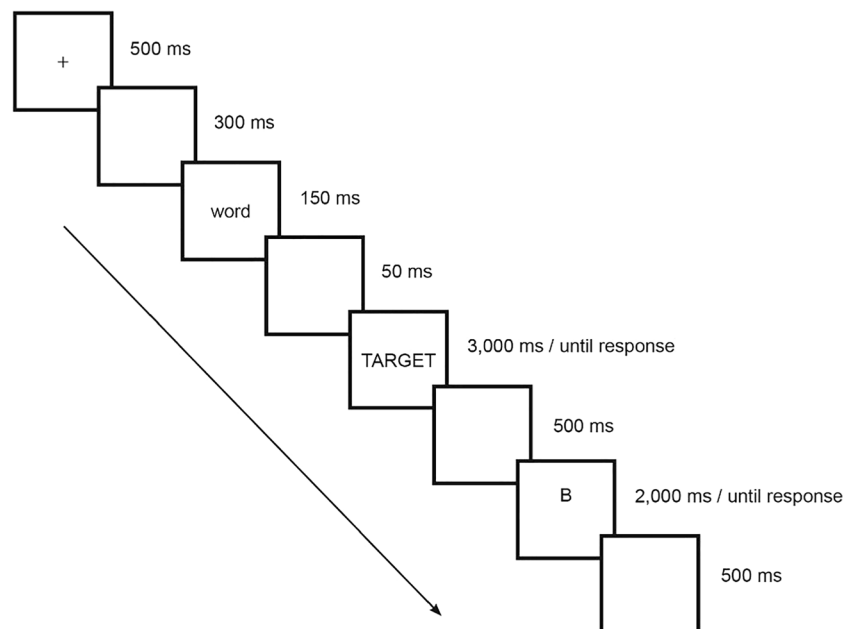 +
500 ms
300 ms
word
150 ms
50 ms
TARGET
3,000 ms / until response
500 ms
B
2,000 ms / until response
500 ms